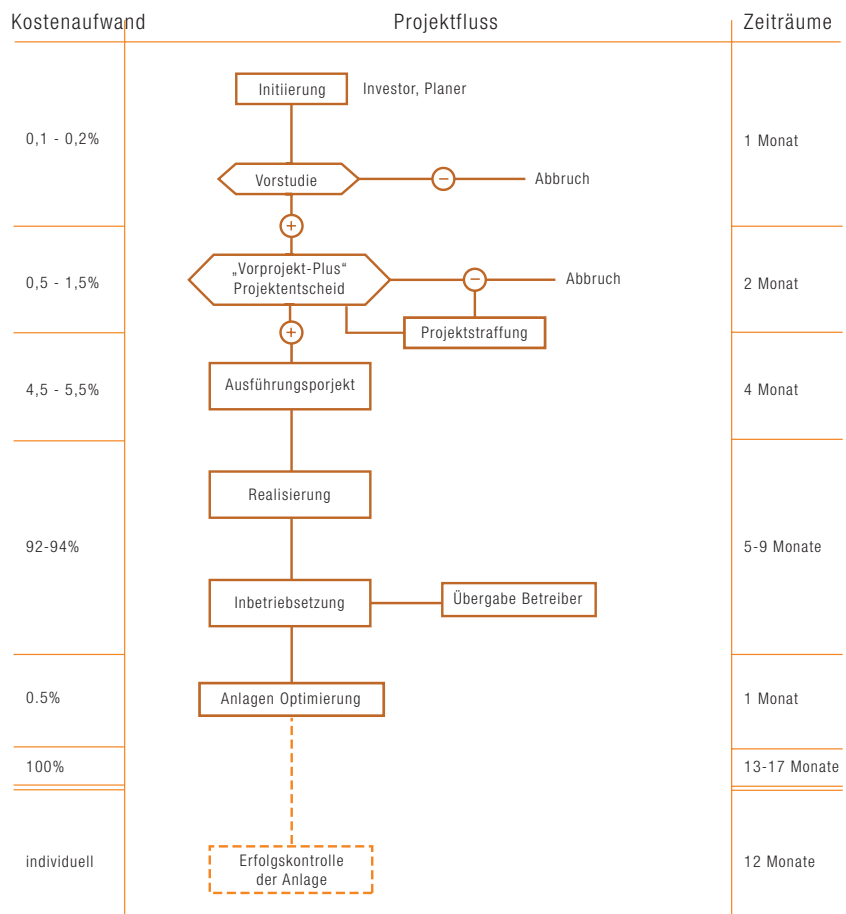 Kostenaufwand Projektfluss Zeiträume
Initiierung Investor, Planer
0,1 - 0,2% 1 Monat
Vorstudie − Abbruch
+
„Vorprojekt-Plus“
Projektentscheid − Abbruch
0,5 - 1,5% 2 Monat
+ Projektstraffung
Ausführungsporjekt
4,5 - 5,5% 4 Monat
Realisierung
92-94% 5-9 Monate
Inbetriebsetzung Übergabe Betreiber
0.5% Anlagen Optimierung 1 Monat
100% 13-17 Monate
individuell Erfolgskontrolle 12 Monate
der Anlage